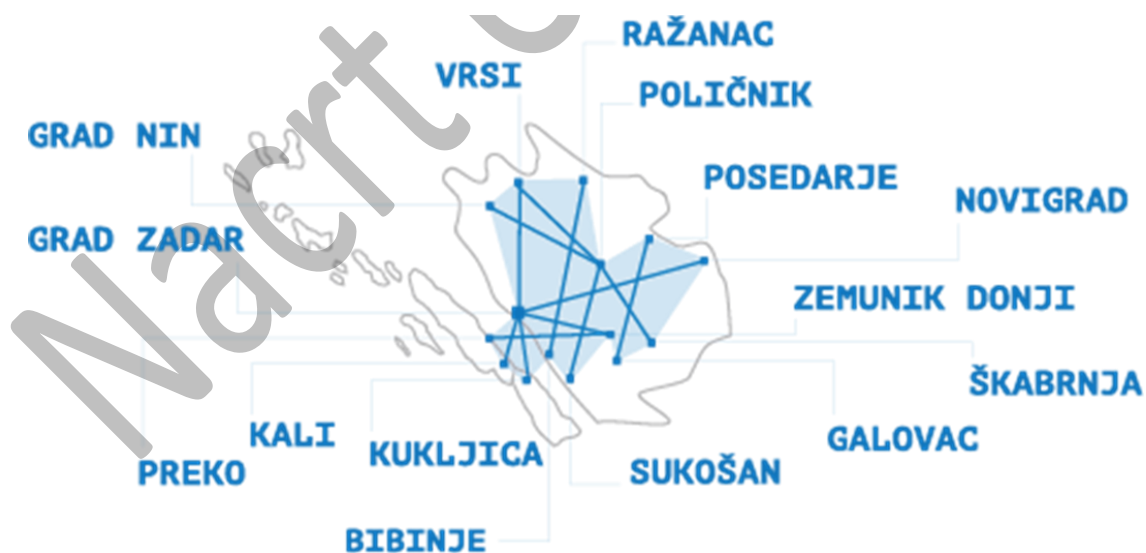 RAŽANAC
VRSI
POLIČNIK
GRAD NIN
POSEDARJE
NOVIGRAD
GRAD ZADAR
ZEMUNIK DONJI
ŠKABRNJA
KALI
GALOVAC
KUKLJICA
PREKO
SUKOŠAN
BIBINJE
Nacrt